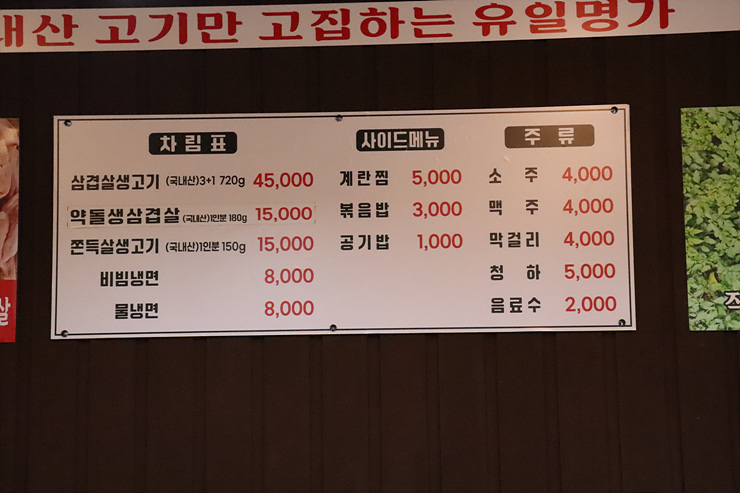 내산 고기만 고집하는 유일명가
차림표
삼겹살생고기 (국내산)3+1 720g 45,000
약돌생삼겹살 (국내산)1인분 180g 15,000
쫀득살생고기 (국내산)1인분 150g 15,000
비빔냉면 8,000
물냉면 8,000
사이드메뉴
계란찜 5,000
볶음밥 3,000
공기밥 1,000
주류
소주 4,000
맥주 4,000
막걸리 4,000
청하 5,000
음료수 2,000
살
직